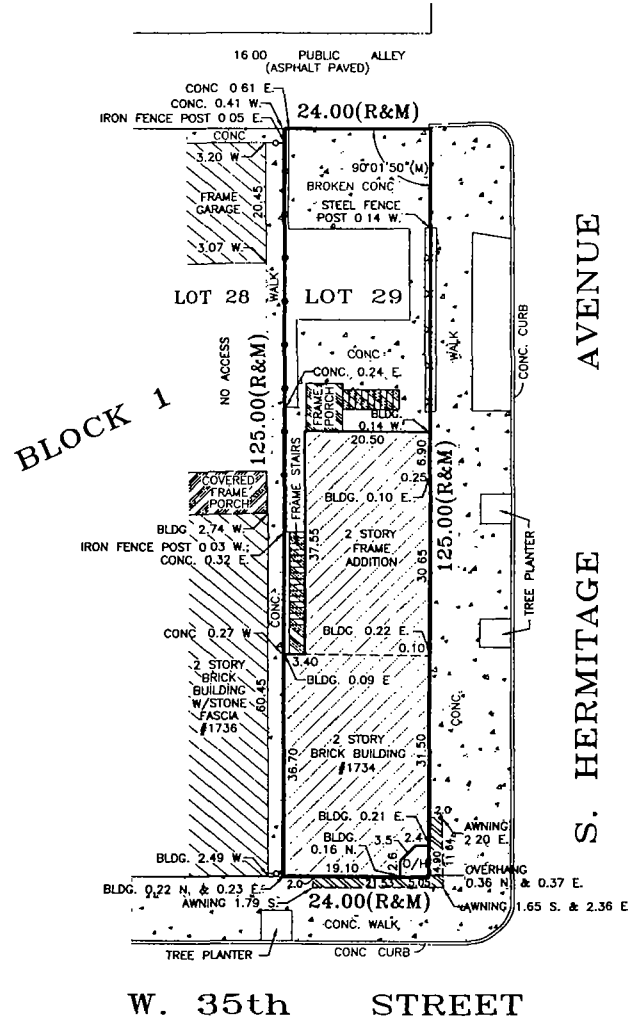 16 00 PUBLIC ALLEY
(ASPHALT PAVED)
CONC 0.61 E.
CONC. 0.41 W.
IRON FENCE POST 0.05 E.
24.00(R&M)
CONC
3.20 W
90°01'50"(M)
BROKEN CONC
FRAME
GARAGE
20.45
STEEL FENCE
POST 0.14 W.
3.07 W.
WALK
LOT 28
LOT 29
AVENUE
WALK
CONC. CURB
NO ACCESS
CONC
CONC. 0.24 E.
BLOCK 1
125.00(R&M)
FRAME
PORCH
BLDG.
0.14 W.
20.50
6.90
0.25
COVERED
FRAME
PORCH
FRAME STAIRS
BLDG. 0.10 E.
125.00(R&M)
BLDG 2.74 W.
IRON FENCE POST 0 03 W.;
CONC. 0.32 E.
37.55
2 STORY
FRAME
ADDITION
30.65
TREE PLANTER
CONC.
CONC 0.27 W
BLDG. 0.22 E.
0.10
3.40
BLDG. 0.09 E
2 STORY
BRICK
BUILDING
W/STONE
FASCIA
#1736
60.45
CONC.
S. HERMITAGE
36.70
2 STORY
BRICK BUILDING
#1734
31.50
BLDG. 0.21 E.
2.0
AWNING
2 20 E.
BLDG.
0.16 N.
3.5
2.4
2.6
O/H
4.90
11.64
BLDG. 2.49 W.
19.10
OVERHANG
0.36 N. & 0.37 E.
BLDG. 0.22 N. & 0.23 E.
2.0
5.05
AWNING 1.79 S.
24.00(R&M)
AWNING 1.65 S. & 2.36 E
CONC. WALK
TREE PLANTER
CONC CURB
W. 35th STREET